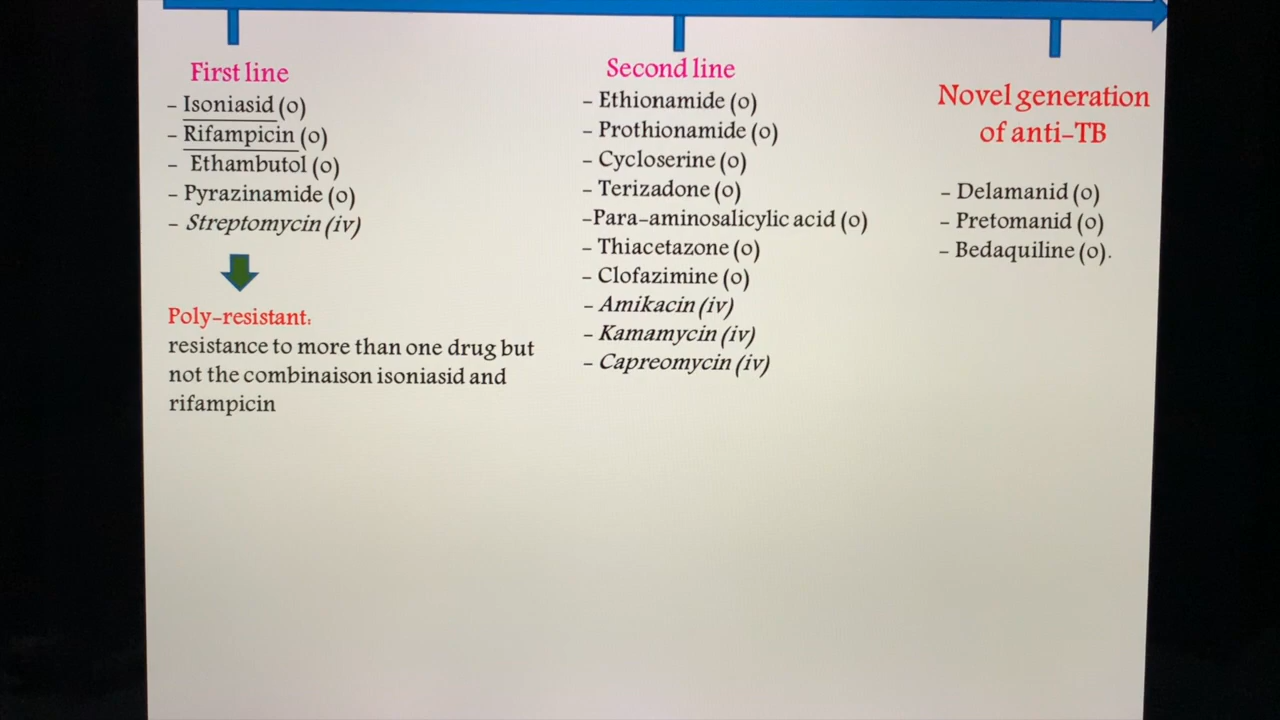 First line
- Isoniasid (o)
- Rifampicin (o)
- Ethambutol (o)
- Pyrazinamide (o)
- Streptomycin (iv)
Poly-resistant:
resistance to more than one drug but
not the combinaison isoniasid and
rifampicin
Second line
- Ethionamide (o)
- Prothionamide (o)
- Cycloserine (o)
- Terizadone (o)
-Para-aminosalicylic acid (o)
- Thiacetazone (o)
- Clofazimine (o)
- Amikacin (iv)
- Kamamycin (iv)
- Capreomycin (iv)
Novel generation
of anti-TB
- Delamanid (o)
- Pretomanid (o)
- Bedaquiline (o).